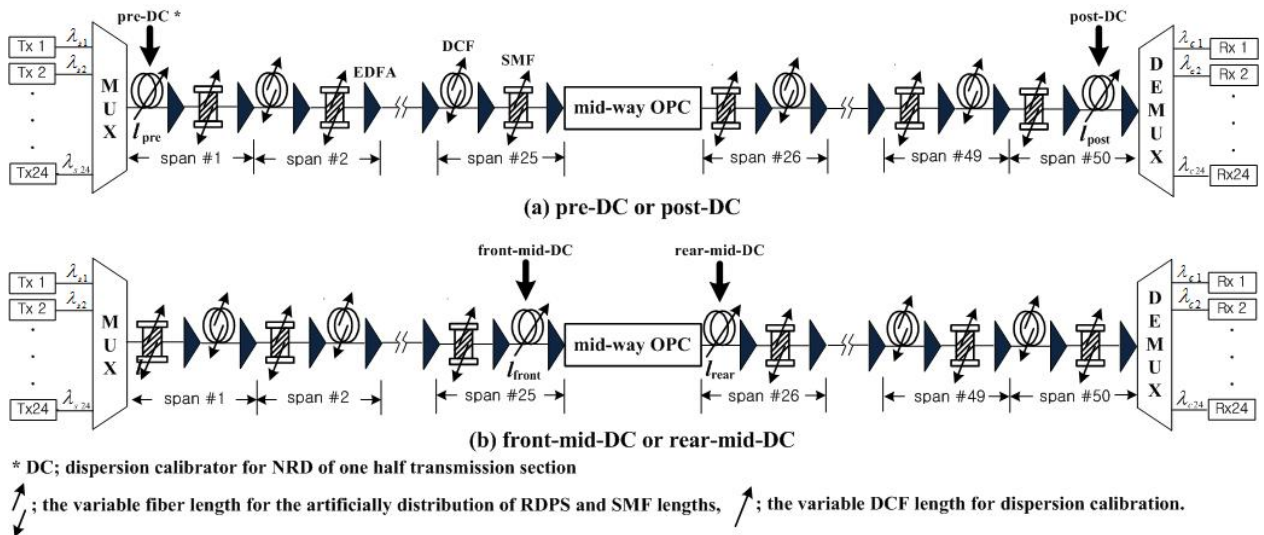 pre-DC *
post-DC
Tx 1
λs1
Tx 2
λs2
Tx24
λs24
MUX
lpre
DCF
SMF
EDFA
mid-way OPC
lpost
DEMUX
λc1
Rx 1
λc2
Rx 2
λc24
Rx24
span #1
span #2
span #25
span #26
span #49
span #50
(a) pre-DC or post-DC
front-mid-DC
rear-mid-DC
Tx 1
λs1
Tx 2
λs2
Tx24
λs24
MUX
lfront
mid-way OPC
lrear
DEMUX
λc1
Rx 1
λc2
Rx 2
λc24
Rx24
span #1
span #2
span #25
span #26
span #49
span #50
(b) front-mid-DC or rear-mid-DC
* DC; dispersion calibrator for NRD of one half transmission section
; the variable fiber length for the artificially distribution of RDPS and SMF lengths, ; the variable DCF length for dispersion calibration.